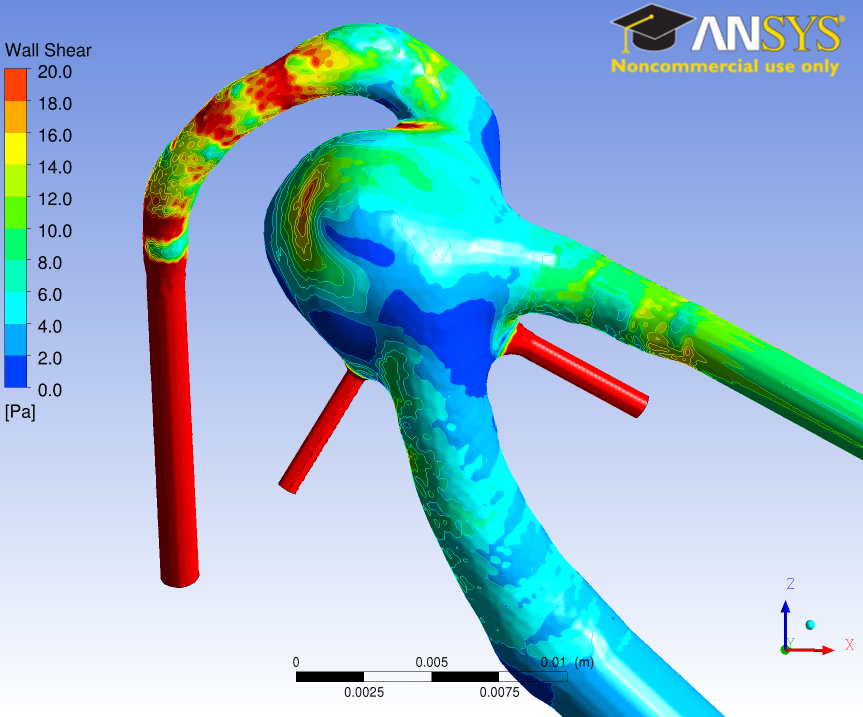 ANSYS
Noncommercial use only
Wall Shear
20.0
18.0
16.0
14.0
12.0
10.0
8.0
6.0
4.0
2.0
0.0
[Pa]
Z
Y
X
0 0.005 0.01 (m)
0.0025 0.0075